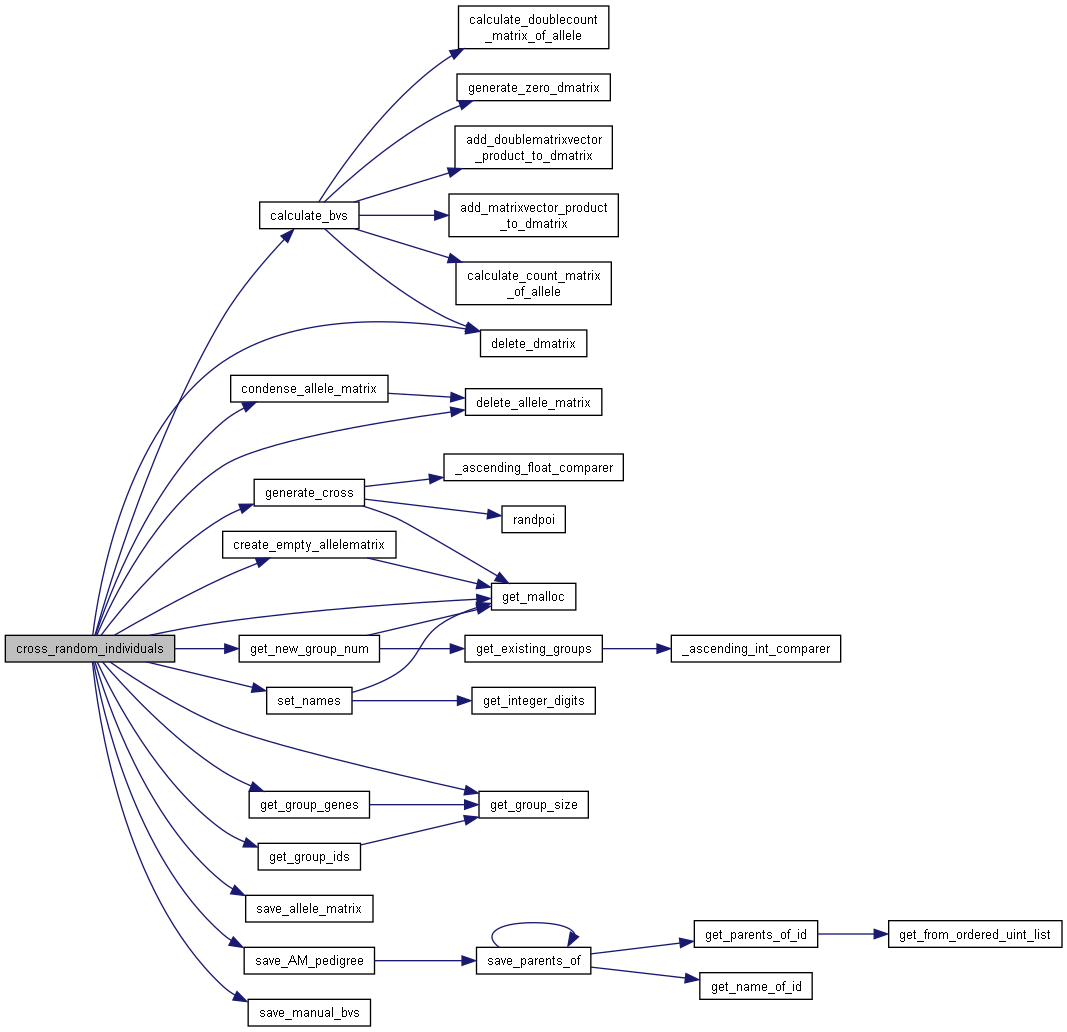 calculate_doublecount
_matrix_of_allele
generate_zero_dmatrix
add_doublematrixvector
_product_to_dmatrix
calculate_bvs
add_matrixvector_product
_to_dmatrix
calculate_count_matrix
_of_allele
delete_dmatrix
condense_allele_matrix
delete_allele_matrix
_ascending_float_comparer
generate_cross
randpoi
create_empty_allelematrix
get_malloc
cross_random_individuals
get_new_group_num
get_existing_groups
_ascending_int_comparer
set_names
get_integer_digits
get_group_genes
get_group_size
get_group_ids
save_allele_matrix
get_parents_of_id
get_from_ordered_uint_list
save_AM_pedigree
save_parents_of
get_name_of_id
save_manual_bvs